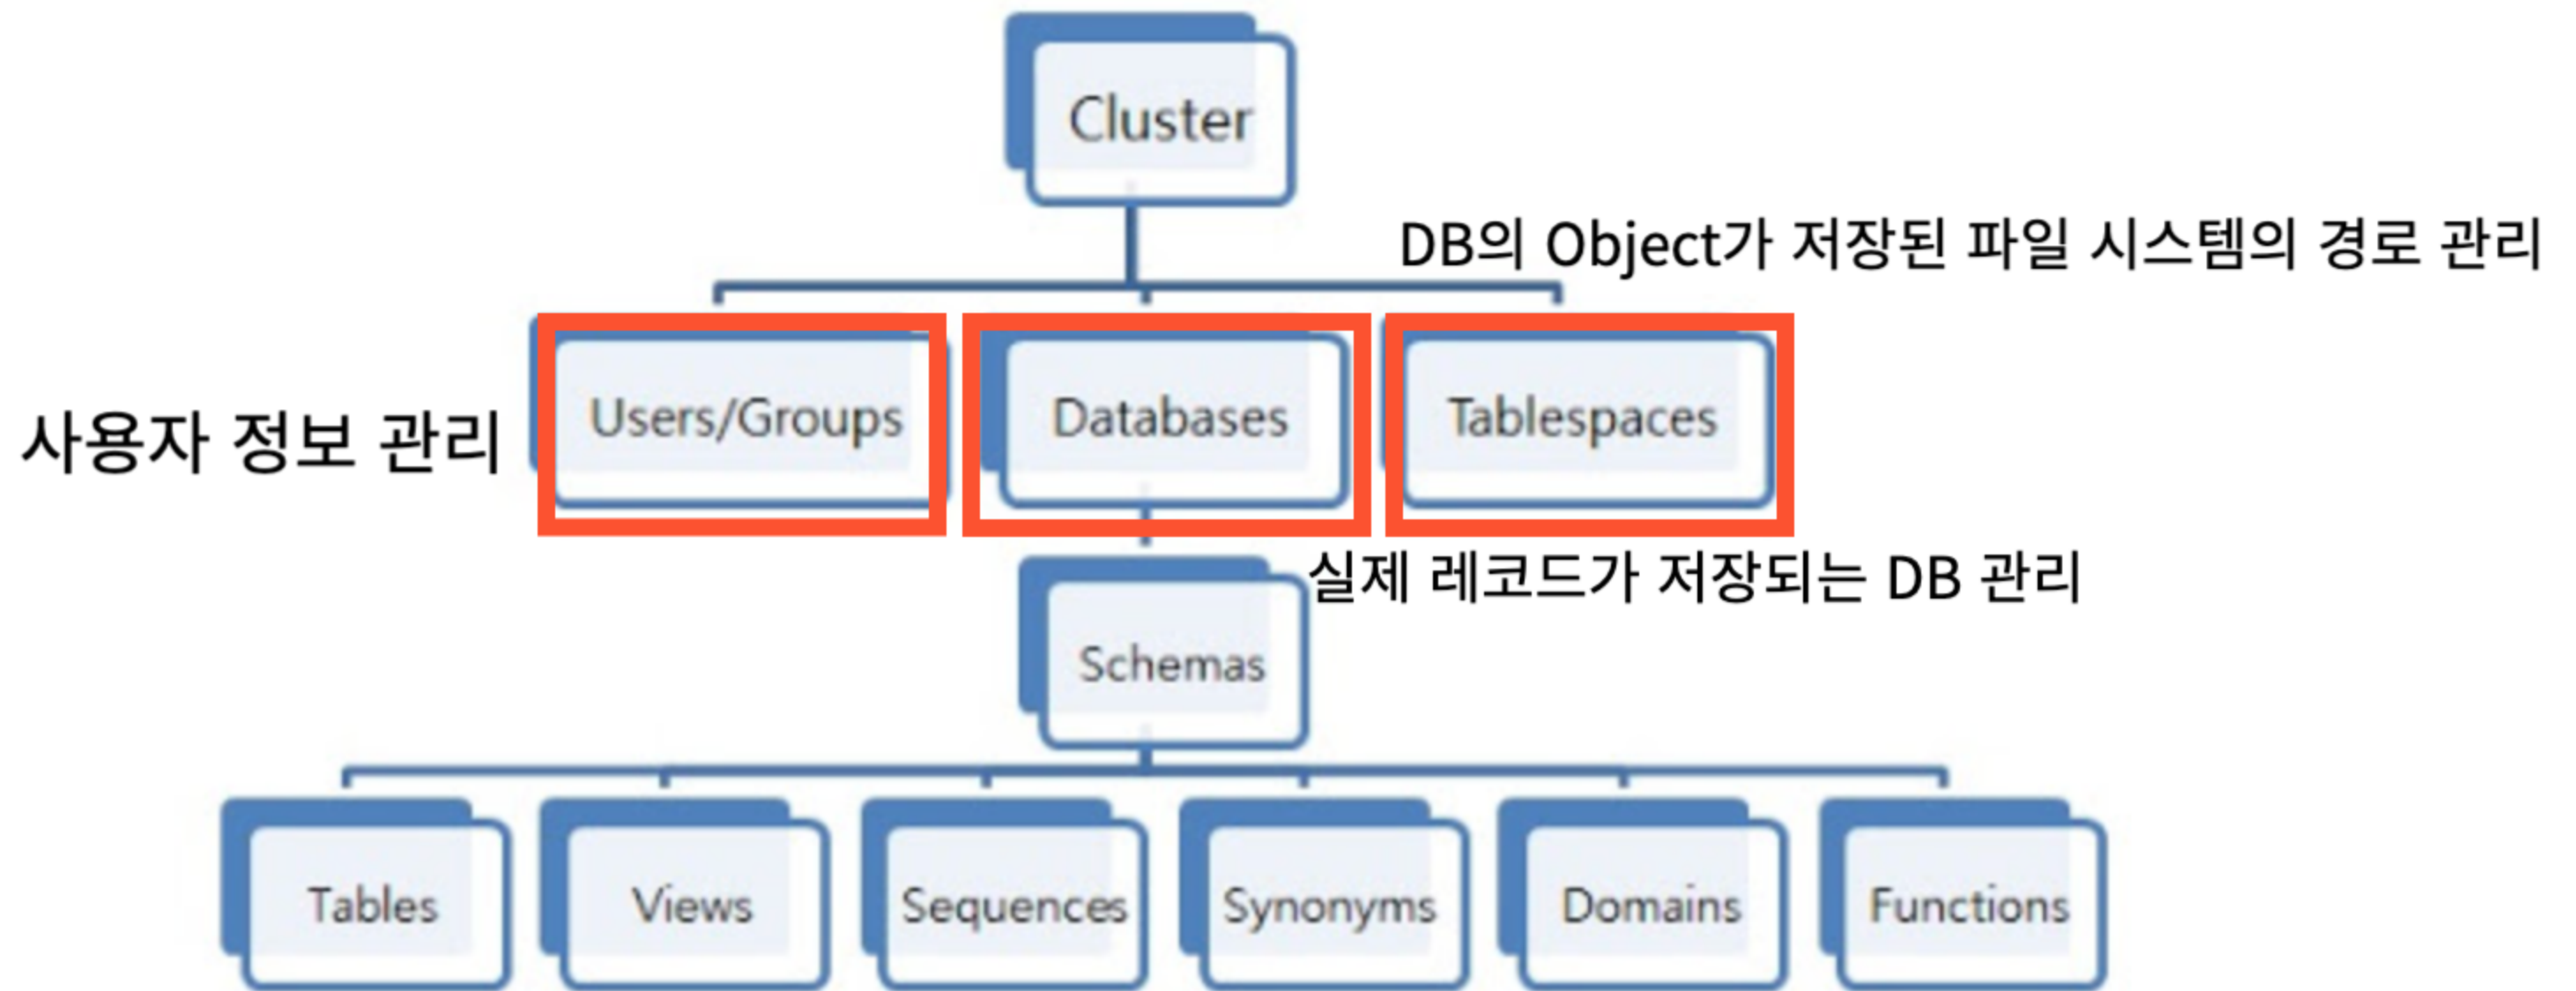 Cluster
DB의 Object가 저장된 파일 시스템의 경로 관리
사용자 정보 관리
Users/Groups
Databases
Tablespaces
실제 레코드가 저장되는 DB 관리
Schemas
Tables
Views
Sequences
Synonyms
Domains
Functions